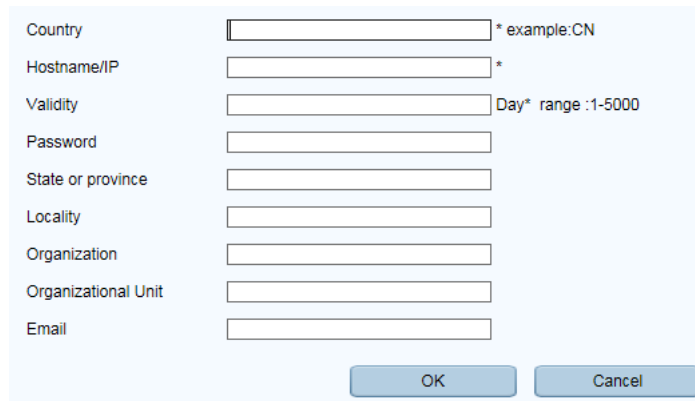 Country * example:CN
Hostname/IP *
Validity Day* range :1-5000
Password
State or province
Locality
Organization
Organizational Unit
Email
OK Cancel